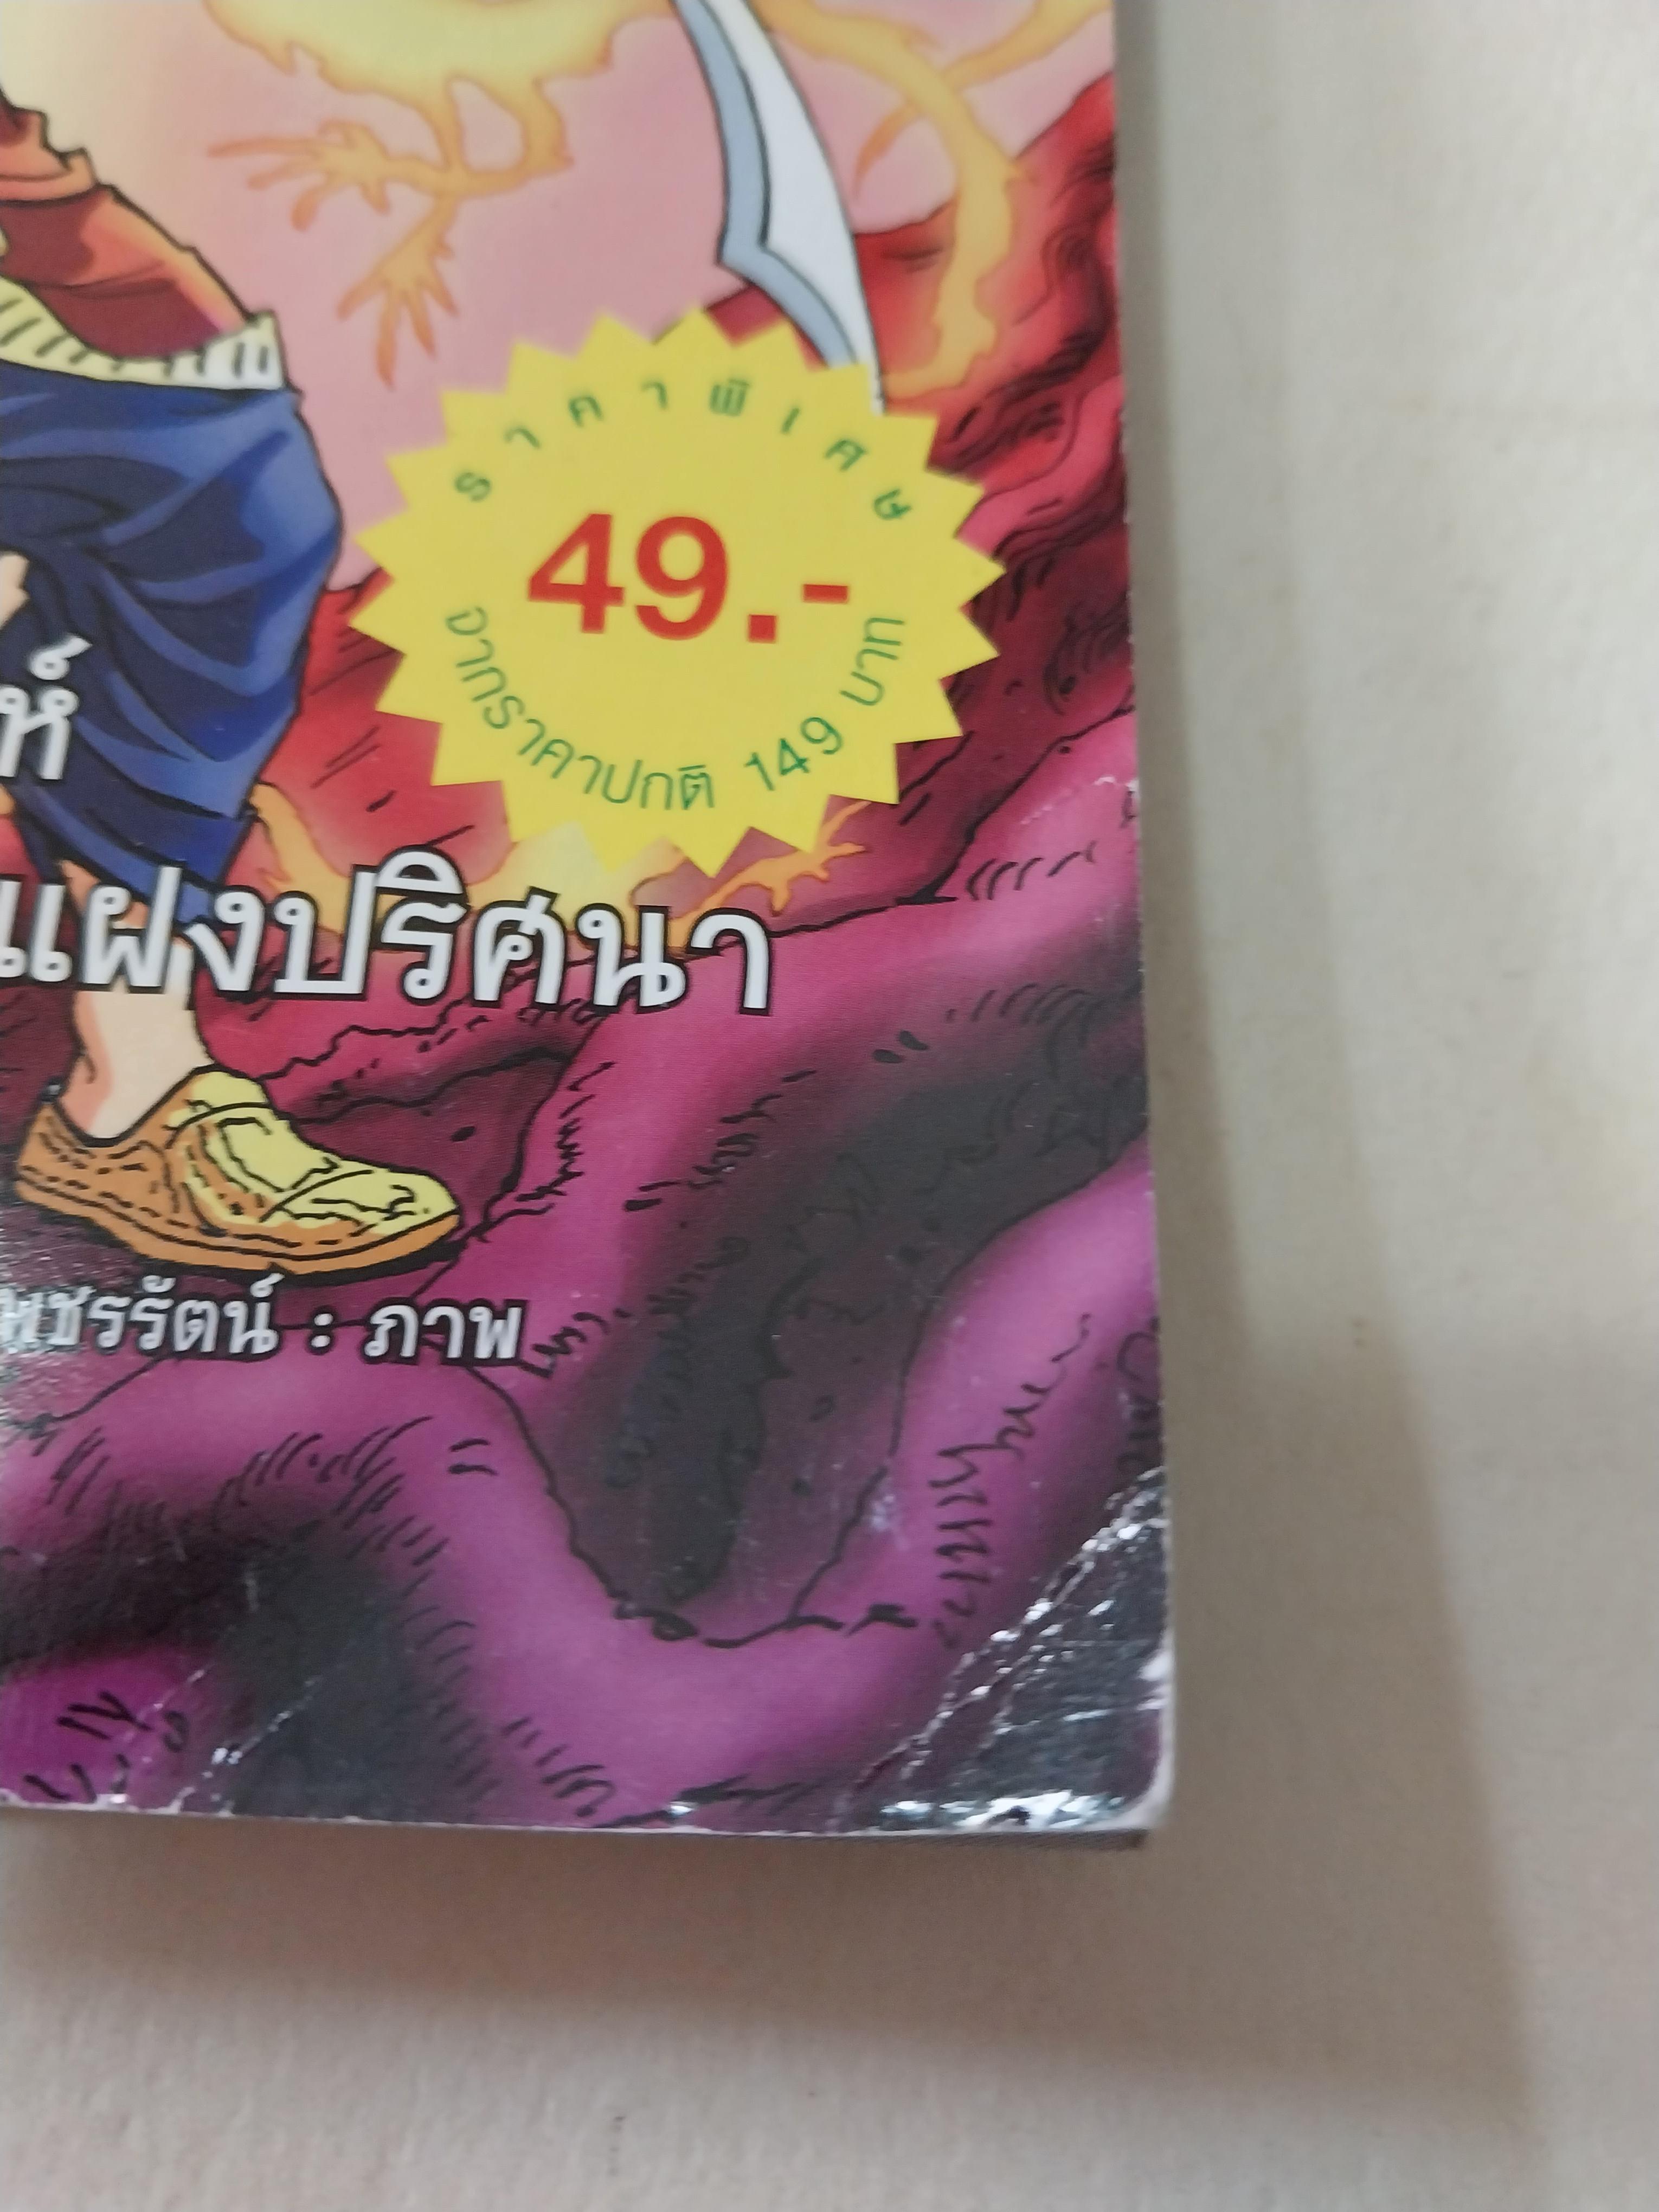 ราคาพิเศษ
49.-
จากราคาปกติ 149 บาท
ห์
แฝงปริศนา
เพชรรัตน์ : ภาพ